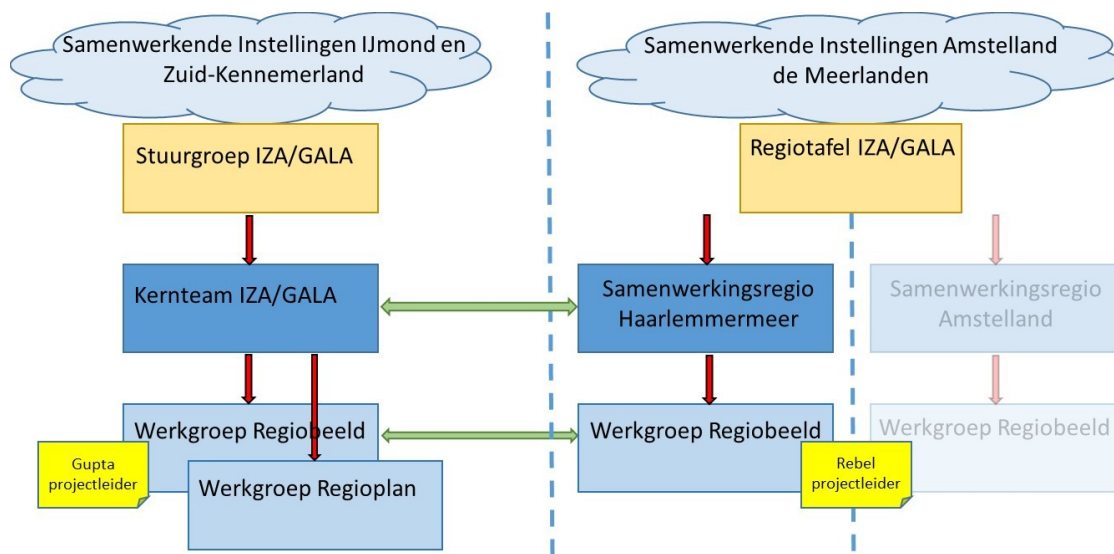 Samenwerkende Instellingen IJmond en
Zuid-Kennemerland
Stuurgroep IZA/GALA
Kernteam IZA/GALA
Werkgroep Regiobeeld
Gupta
projectleider
Werkgroep Regioplan
Samenwerkende Instellingen Amstelland
de Meerlanden
Regiotafel IZA/GALA
Samenwerkingsregio
Haarlemmermeer
Samenwerkingsregio
Amstelland
Werkgroep Regiobeeld
Rebel
projectleider
Werkgroep Regiobeeld